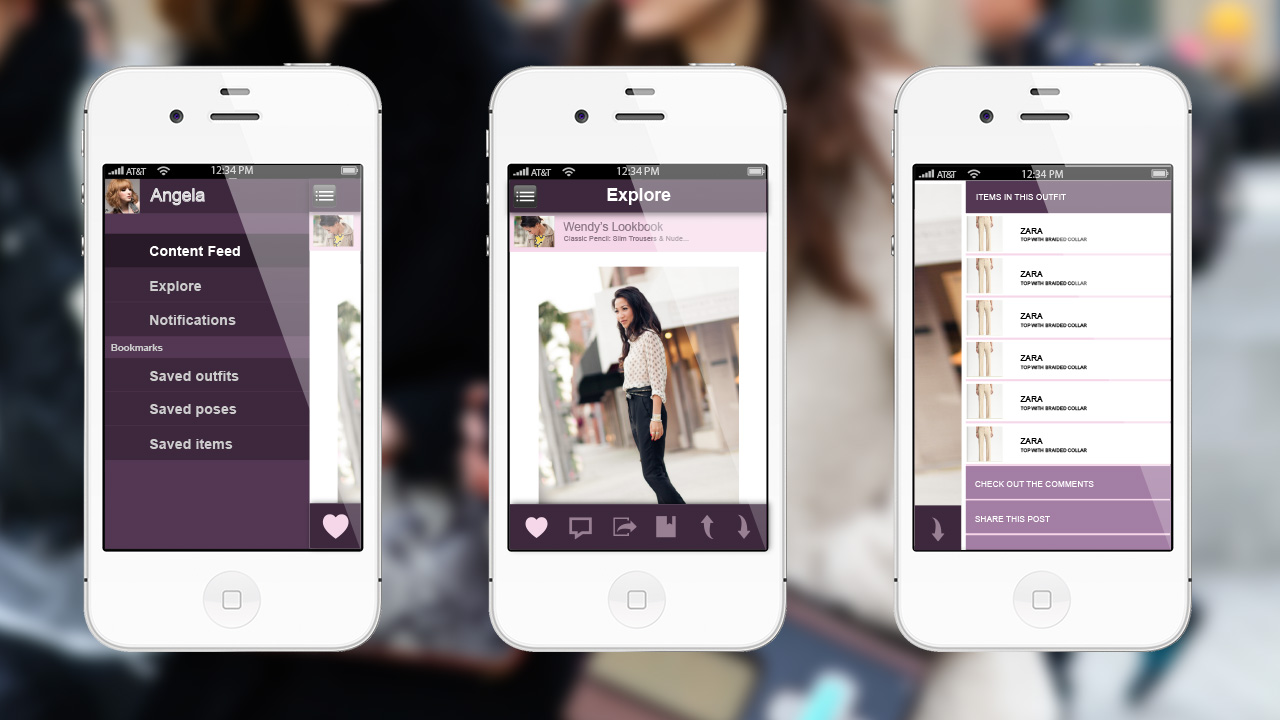 AT&T 12:34 PM
Angela
Content Feed
Explore
Notifications
Bookmarks
Saved outfits
Saved poses
Saved items
AT&T 12:34 PM
Explore
Wendy's Lookbook
Classic Pencil: Slim Trousers & Nude...
AT&T 12:34 PM
ITEMS IN THIS OUTFIT
ZARA
TOP WITH BRAIDED COLLAR
ZARA
TOP WITH BRAIDED COLLAR
ZARA
TOP WITH BRAIDED COLLAR
ZARA
TOP WITH BRAIDED COLLAR
ZARA
TOP WITH BRAIDED COLLAR
ZARA
TOP WITH BRAIDED COLLAR
CHECK OUT THE COMMENTS
SHARE THIS POST